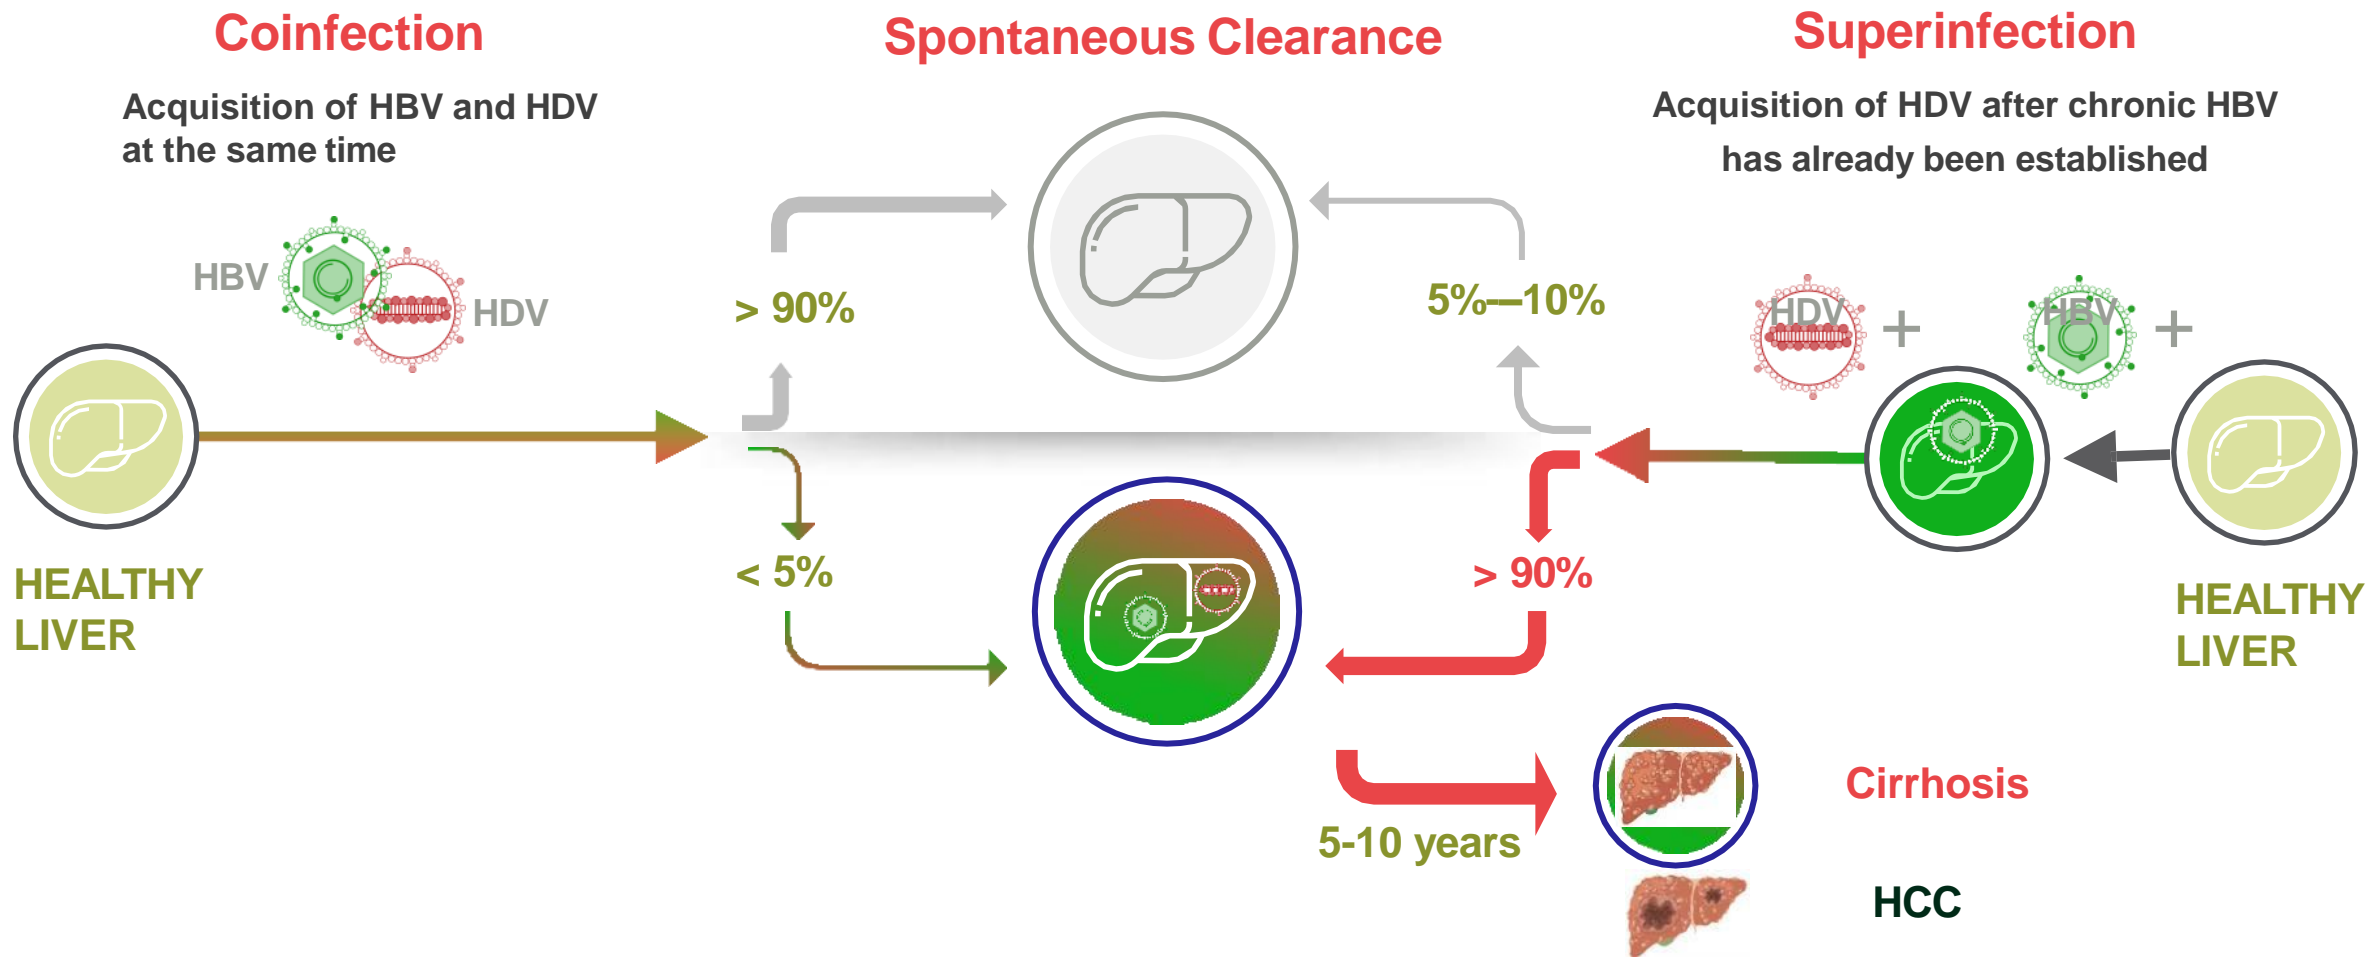 Coinfection
Acquisition of HBV and HDV
at the same time
HBV
HDV
HEALTHY
LIVER
Spontaneous Clearance
> 90%
5%–10%
< 5%
> 90%
Superinfection
Acquisition of HDV after chronic HBV
has already been established
HDV
+
HBV
+
HEALTHY
LIVER
5-10 years
Cirrhosis
HCC